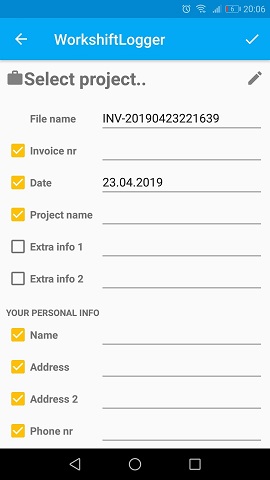 20:06
WorkshiftLogger
Select project..
File name INV-20190423221639
Invoice nr
Date 23.04.2019
Project name
Extra info 1
Extra info 2
YOUR PERSONAL INFO
Name
Address
Address 2
Phone nr